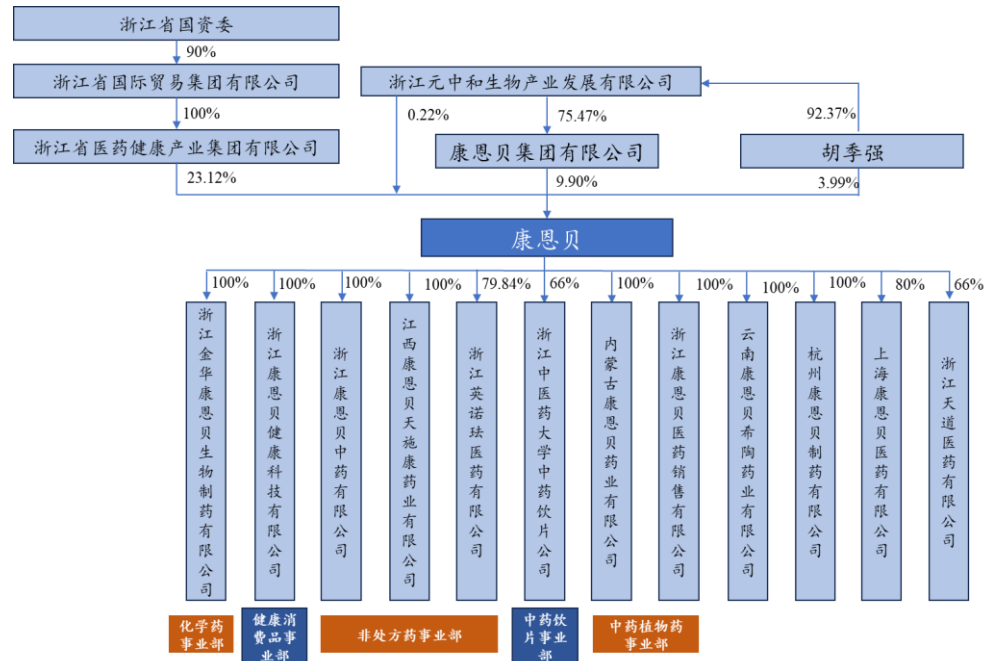 浙江省国资委
90%
浙江省国际贸易集团有限公司
浙江元中和生物产业发展有限公司
100%
0.22%
75.47%
92.37%
浙江省医药健康产业集团有限公司
康恩贝集团有限公司
胡季强
23.12%
9.90%
3.99%
康恩贝
100%
100%
100%
100%
79.84%
66%
100%
100%
100%
100%
80%
66%
浙江金华康恩贝生物制药有限公司
浙江康恩贝健康科技有限公司
浙江康恩贝中药有限公司
江西康恩贝天施康药业有限公司
浙江英诺珐医药有限公司
浙江中医药大学中药饮片公司
内蒙古康恩贝药业有限公司
浙江康恩贝医药销售有限公司
云南康恩贝希陶药业有限公司
杭州康恩贝制药有限公司
上海康恩贝医药有限公司
浙江天道医药有限公司
化学药
事业部
健康消
费品事
业部
非处方药事业部
中药饮
片事业
部
中药植物药
事业部